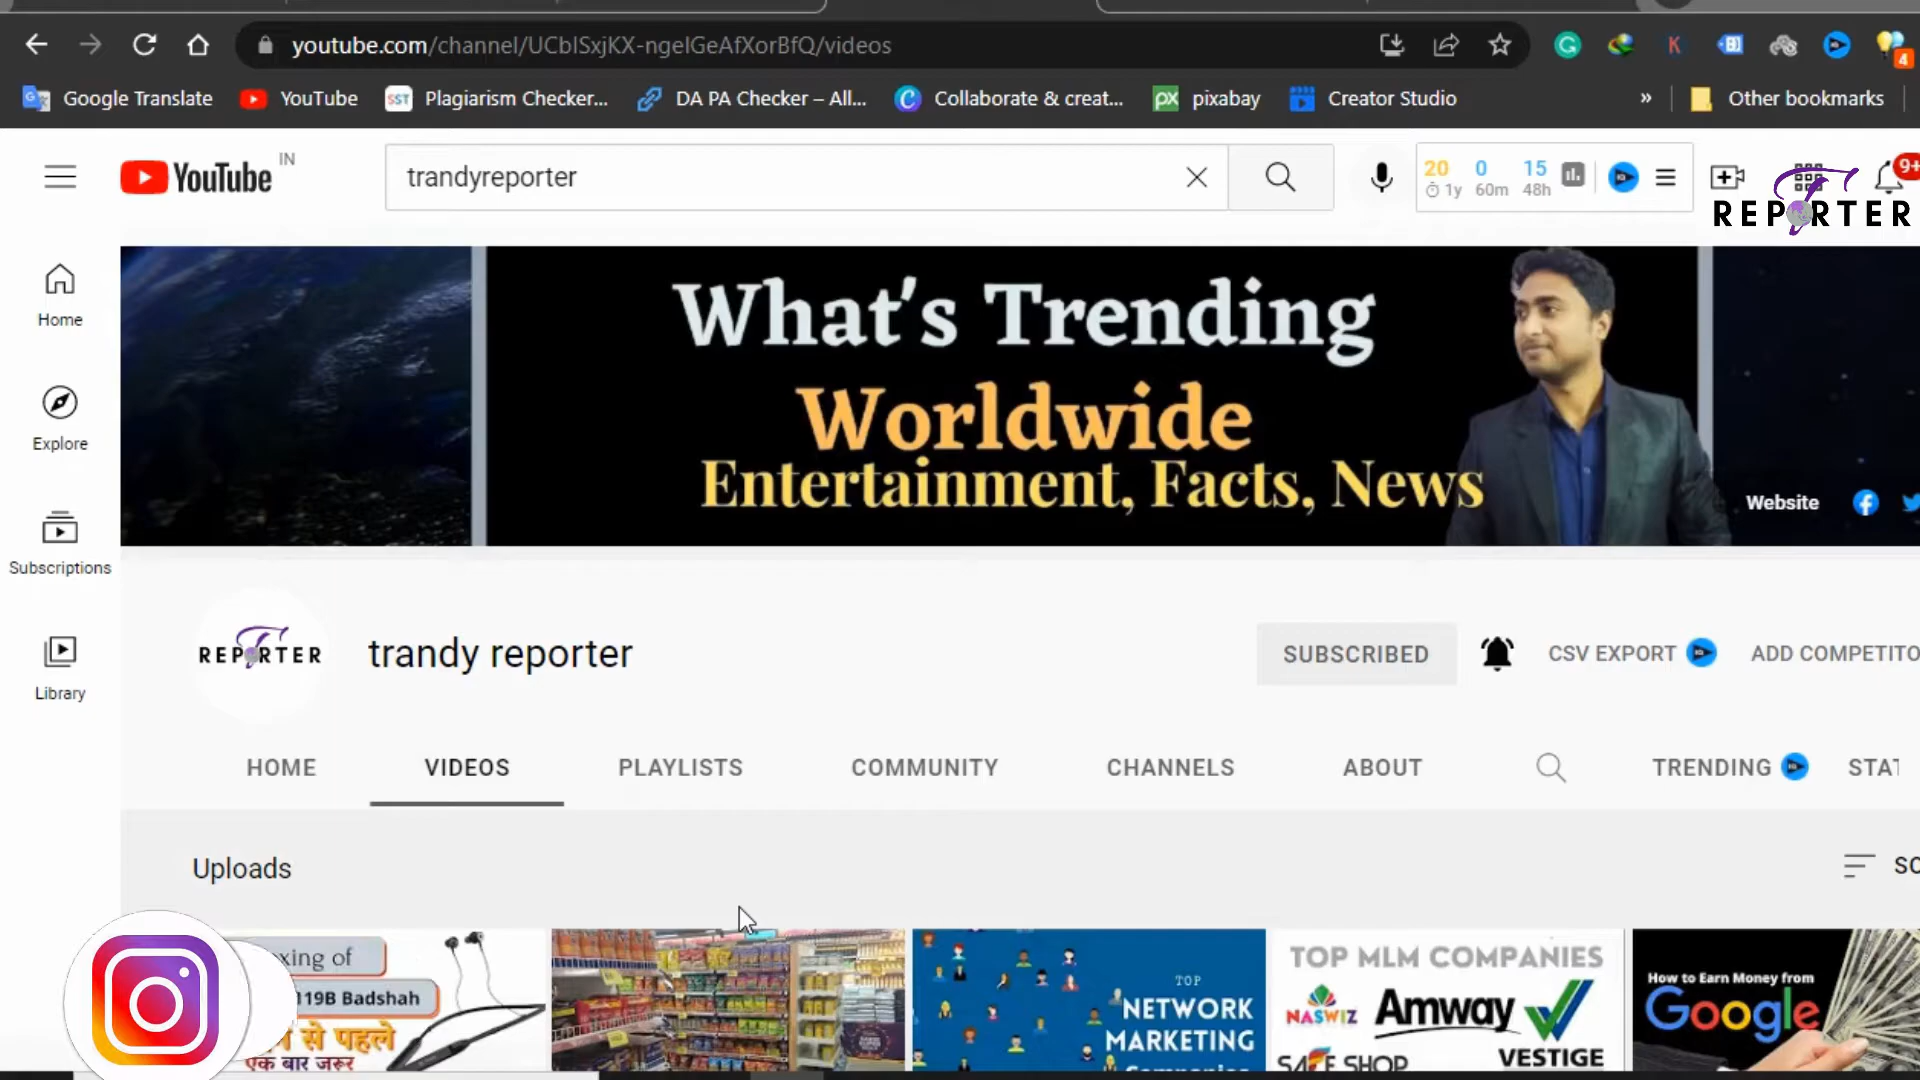 youtube.com/channel/UCbISxjKX-ngelGeAfXorBfQ/videos
4
Google Translate
YouTube
SST
Plagiarism Checker...
DA PA Checker – All...
Collaborate & creat...
px
pixabay
Creator Studio
»
Other bookmarks
YouTube
IN
trandyreporter
20 0 15
1y 60m 48h
9+
REPORTER
Home
Explore
Subscriptions
Library
What's Trending
Worldwide
Entertainment, Facts, News
Website
REPORTER
trandy reporter
SUBSCRIBED
CSV EXPORT
ADD COMPETITO
HOME
VIDEOS
PLAYLISTS
COMMUNITY
CHANNELS
ABOUT
TRENDING
STAT
Uploads
SO
xing of
119B Badshah
से पहले
एक बार जरूर
TOP
NETWORK
MARKETING
Companies
TOP MLM COMPANIES
NASWIZ
Amway
SAFE SHOP
VESTIGE
How to Earn Money from
Google